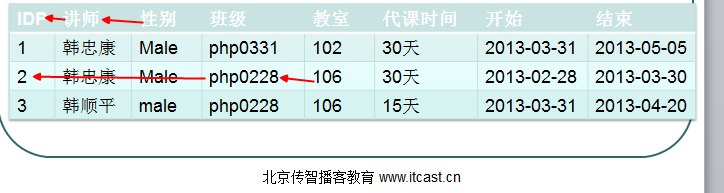 IDP 讲师 性别 班级 教室 代课时间 开始 结束
1 韩忠康 Male php0331 102 30天 2013-03-31 2013-05-05
2 韩忠康 Male php0228 106 30天 2013-02-28 2013-03-30
3 韩顺平 male php0228 106 15天 2013-03-31 2013-04-20
北京传智播客教育 www.itcast.cn